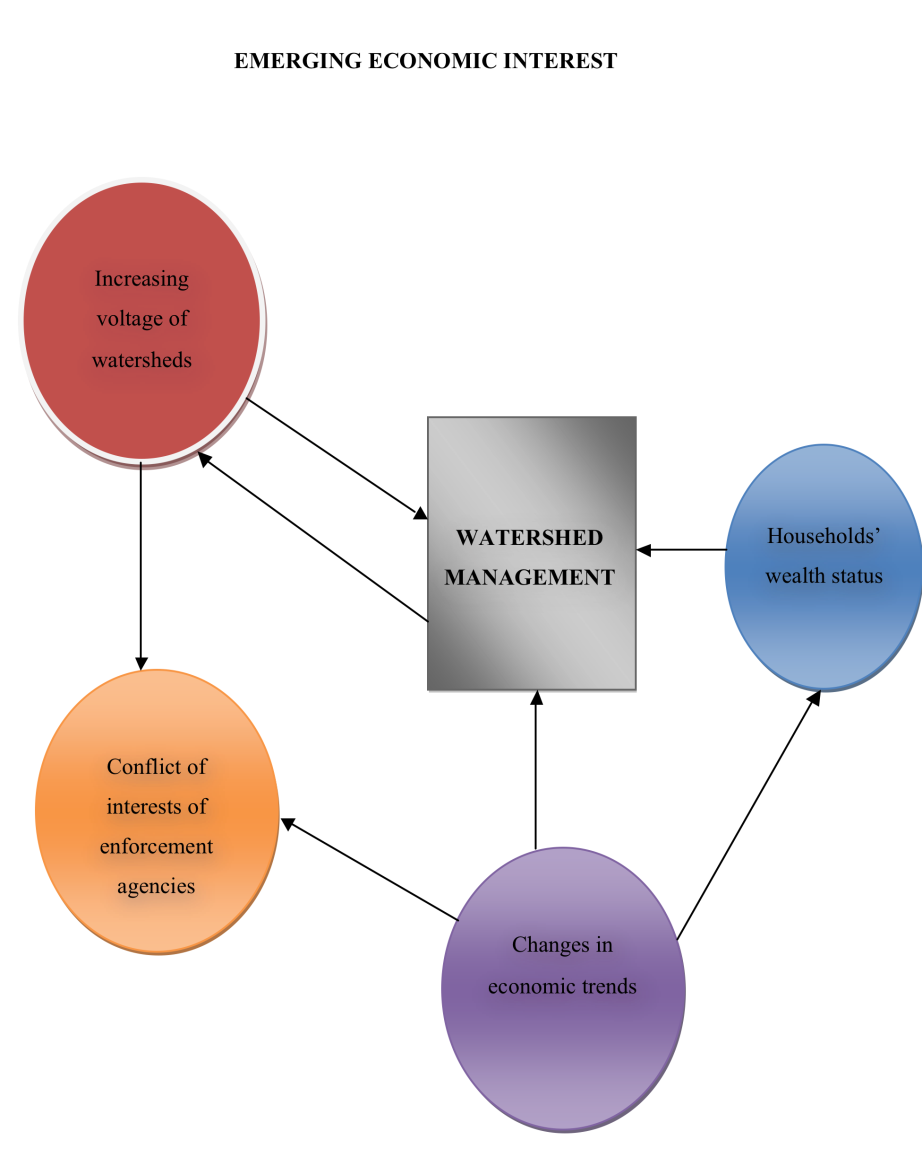 EMERGING ECONOMIC INTEREST
Increasing
voltage of
watersheds
WATERSHED
MANAGEMENT
Households’
wealth status
Conflict of
interests of
enforcement
agencies
Changes in
economic trends